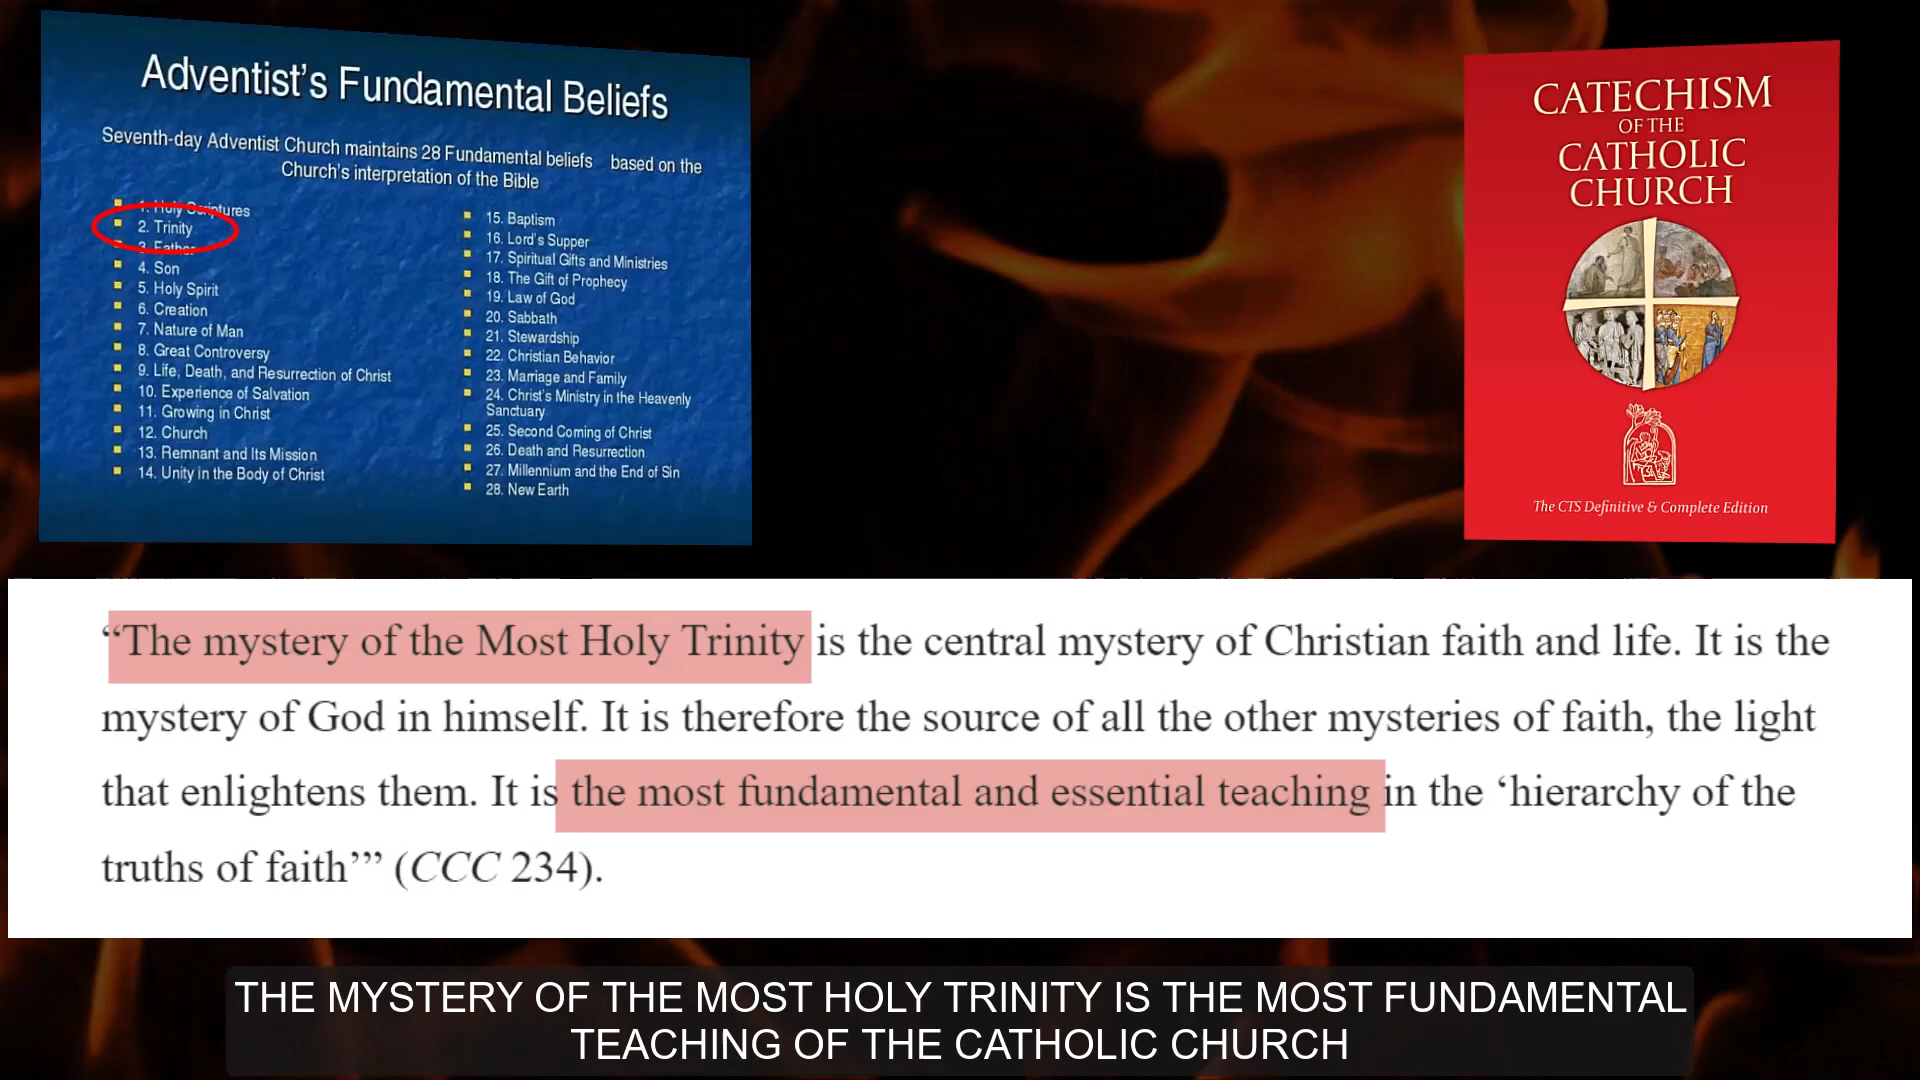 Adventist's Fundamental Beliefs
Seventh-day Adventist Church maintains 28 Fundamental beliefs based on the
Church's interpretation of the Bible
1. Holy Scriptures
2. Trinity
3. Father
4. Son
5. Holy Spirit
6. Creation
7. Nature of Man
8. Great Controversy
9. Life, Death, and Resurrection of Christ
10. Experience of Salvation
11. Growing in Christ
12. Church
13. Remnant and Its Mission
14. Unity in the Body of Christ
15. Baptism
16. Lord's Supper
17. Spiritual Gifts and Ministries
18. The Gift of Prophecy
19. Law of God
20. Sabbath
21. Stewardship
22. Christian Behavior
23. Marriage and Family
24. Christ's Ministry in the Heavenly
Sanctuary
25. Second Coming of Christ
26. Death and Resurrection
27. Millennium and the End of Sin
28. New Earth
CATECHISM
OF THE
CATHOLIC
CHURCH
The CTS Definitive & Complete Edition
“The mystery of the Most Holy Trinity is the central mystery of Christian faith and life. It is the
mystery of God in himself. It is therefore the source of all the other mysteries of faith, the light
that enlightens them. It is the most fundamental and essential teaching in the ‘hierarchy of the
truths of faith’” (CCC 234).
THE MYSTERY OF THE MOST HOLY TRINITY IS THE MOST FUNDAMENTAL
TEACHING OF THE CATHOLIC CHURCH